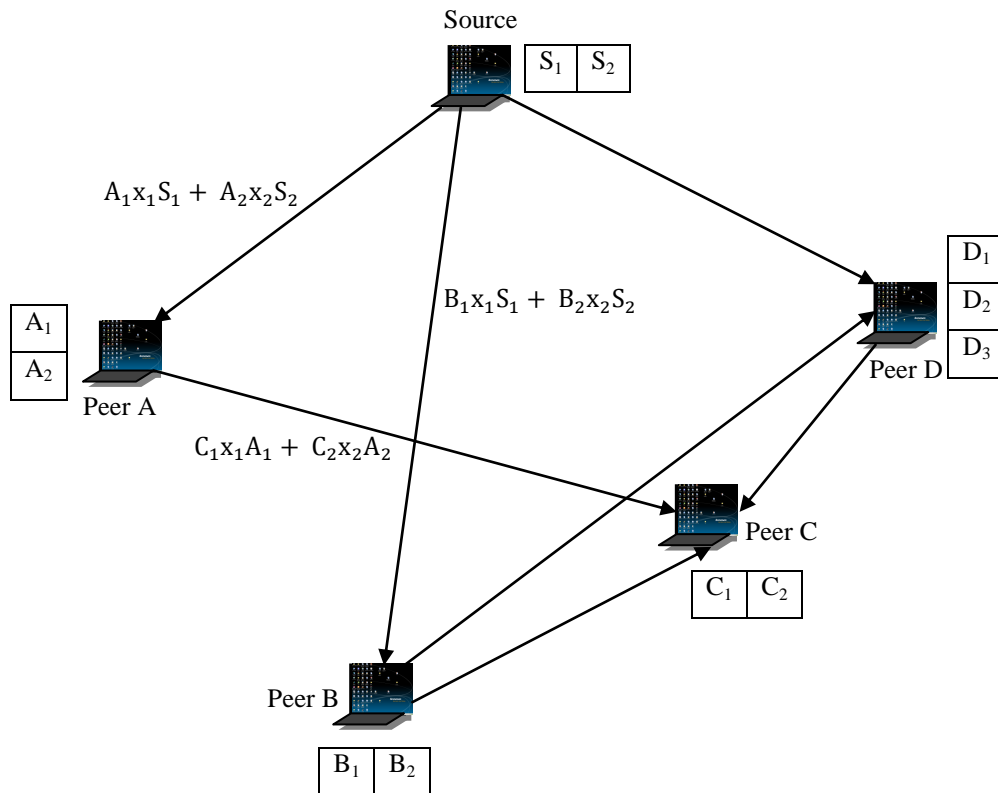 Source
S₁ S₂
A₁x₁S₁ + A₂x₂S₂
D₁
D₂
D₃
B₁x₁S₁ + B₂x₂S₂
A₁
A₂
Peer D
Peer A
C₁x₁A₁ + C₂x₂A₂
Peer C
C₁ C₂
Peer B
B₁ B₂